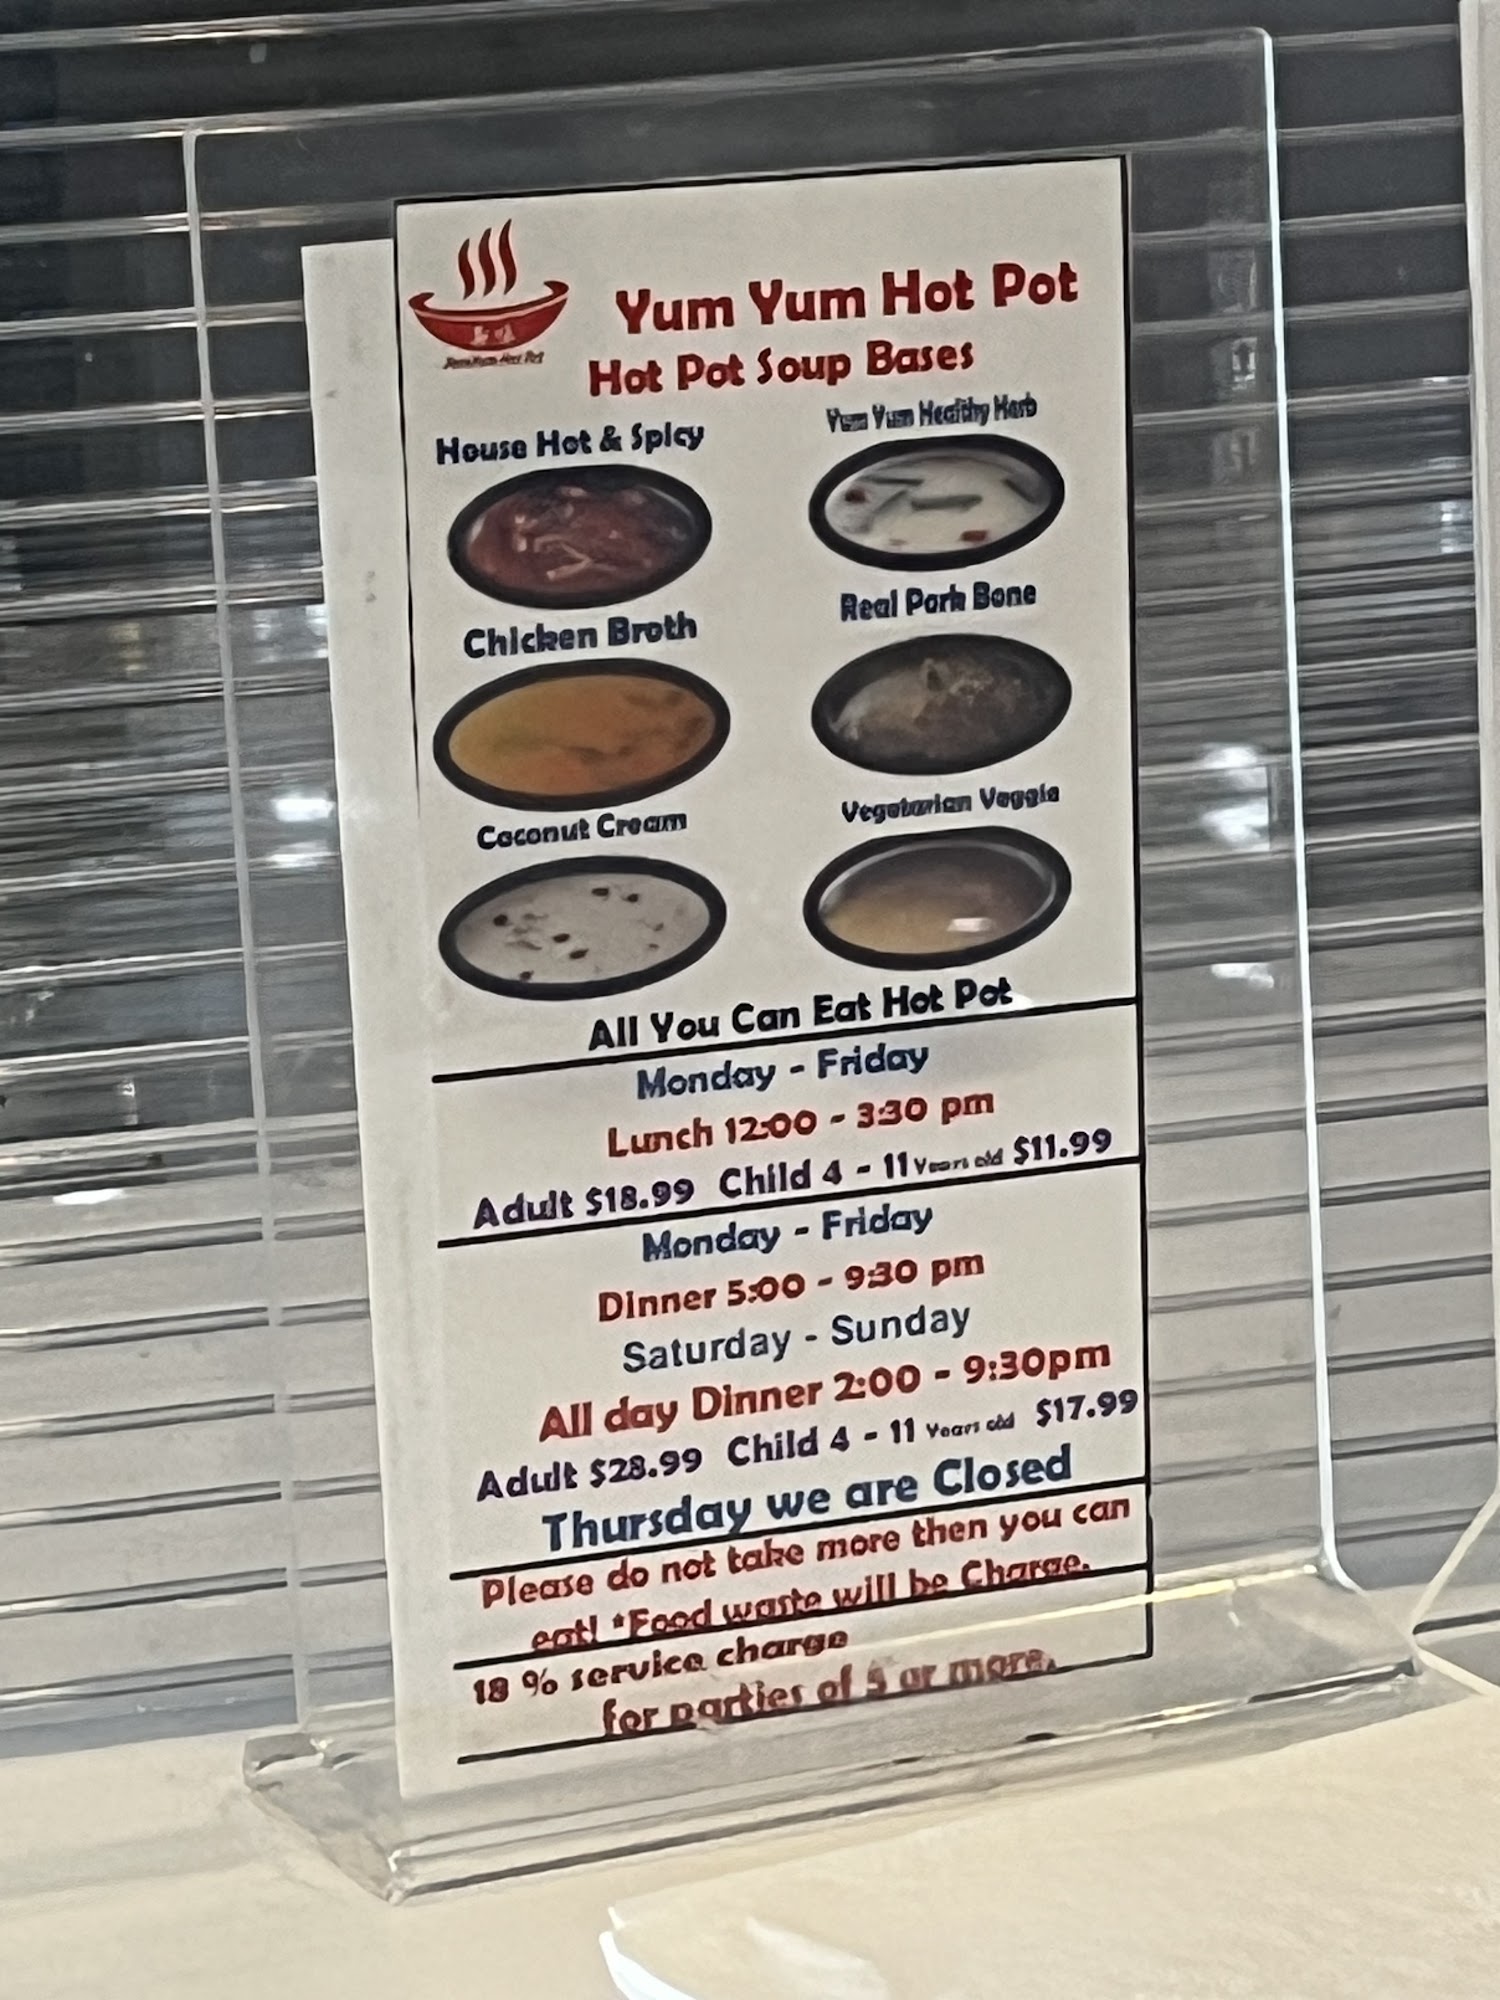 Yum Yum Hot Pot
Hot Pot Soup Bases
House Hot & Spicy
Yum Yum Healthy Herb
Chicken Broth
Real Pork Bone
Coconut Cream
Vegetarian Veggie
All You Can Eat Hot Pot
Monday - Friday
Lunch 12:00 - 3:30 pm
Adult $18.99 Child 4 - 11 Years old $11.99
Monday - Friday
Dinner 5:00 - 9:30 pm
Saturday - Sunday
All day Dinner 2:00 - 9:30pm
Adult $28.99 Child 4 - 11 Years old $17.99
Thursday we are Closed
Please do not take more then you can
eat! *Food waste will be Charge.
18 % service charge
for parties of 5 or more.